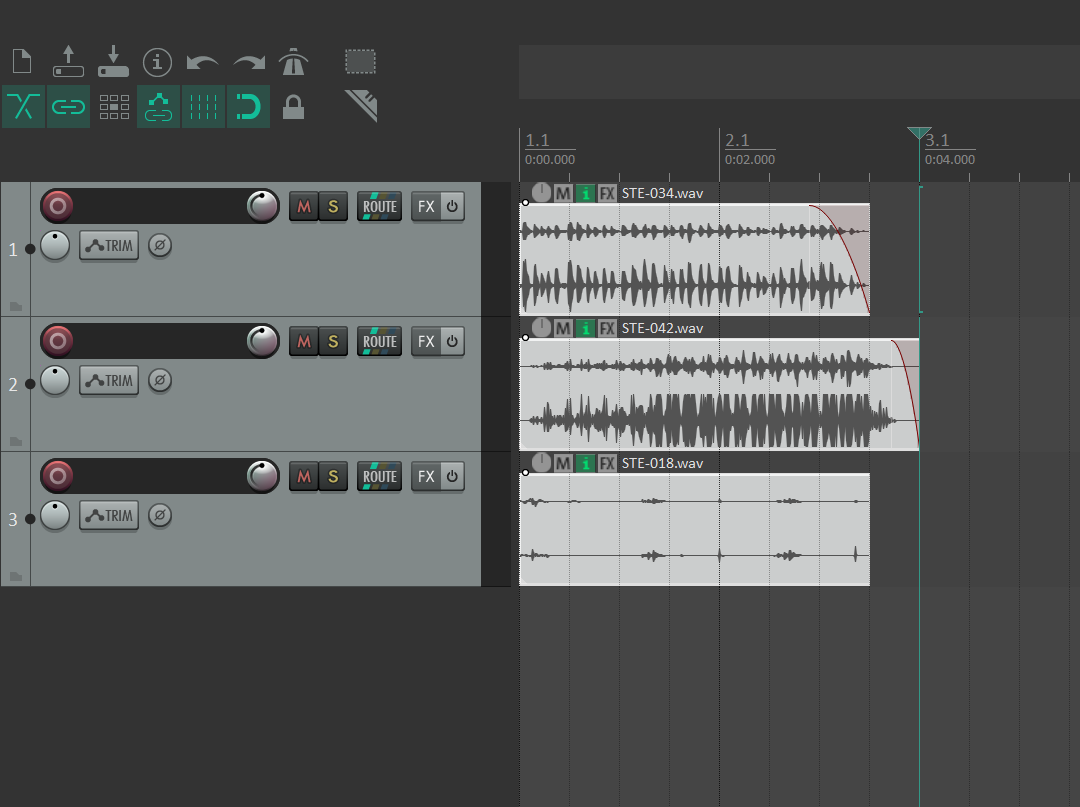 1.1 2.1 3.1
0:00.000 0:02.000 0:04.000
M i FX STE-034.wav
M S ROUTE FX
1 TRIM
M i FX STE-042.wav
M S ROUTE FX
2 TRIM
M i FX STE-018.wav
M S ROUTE FX
3 TRIM